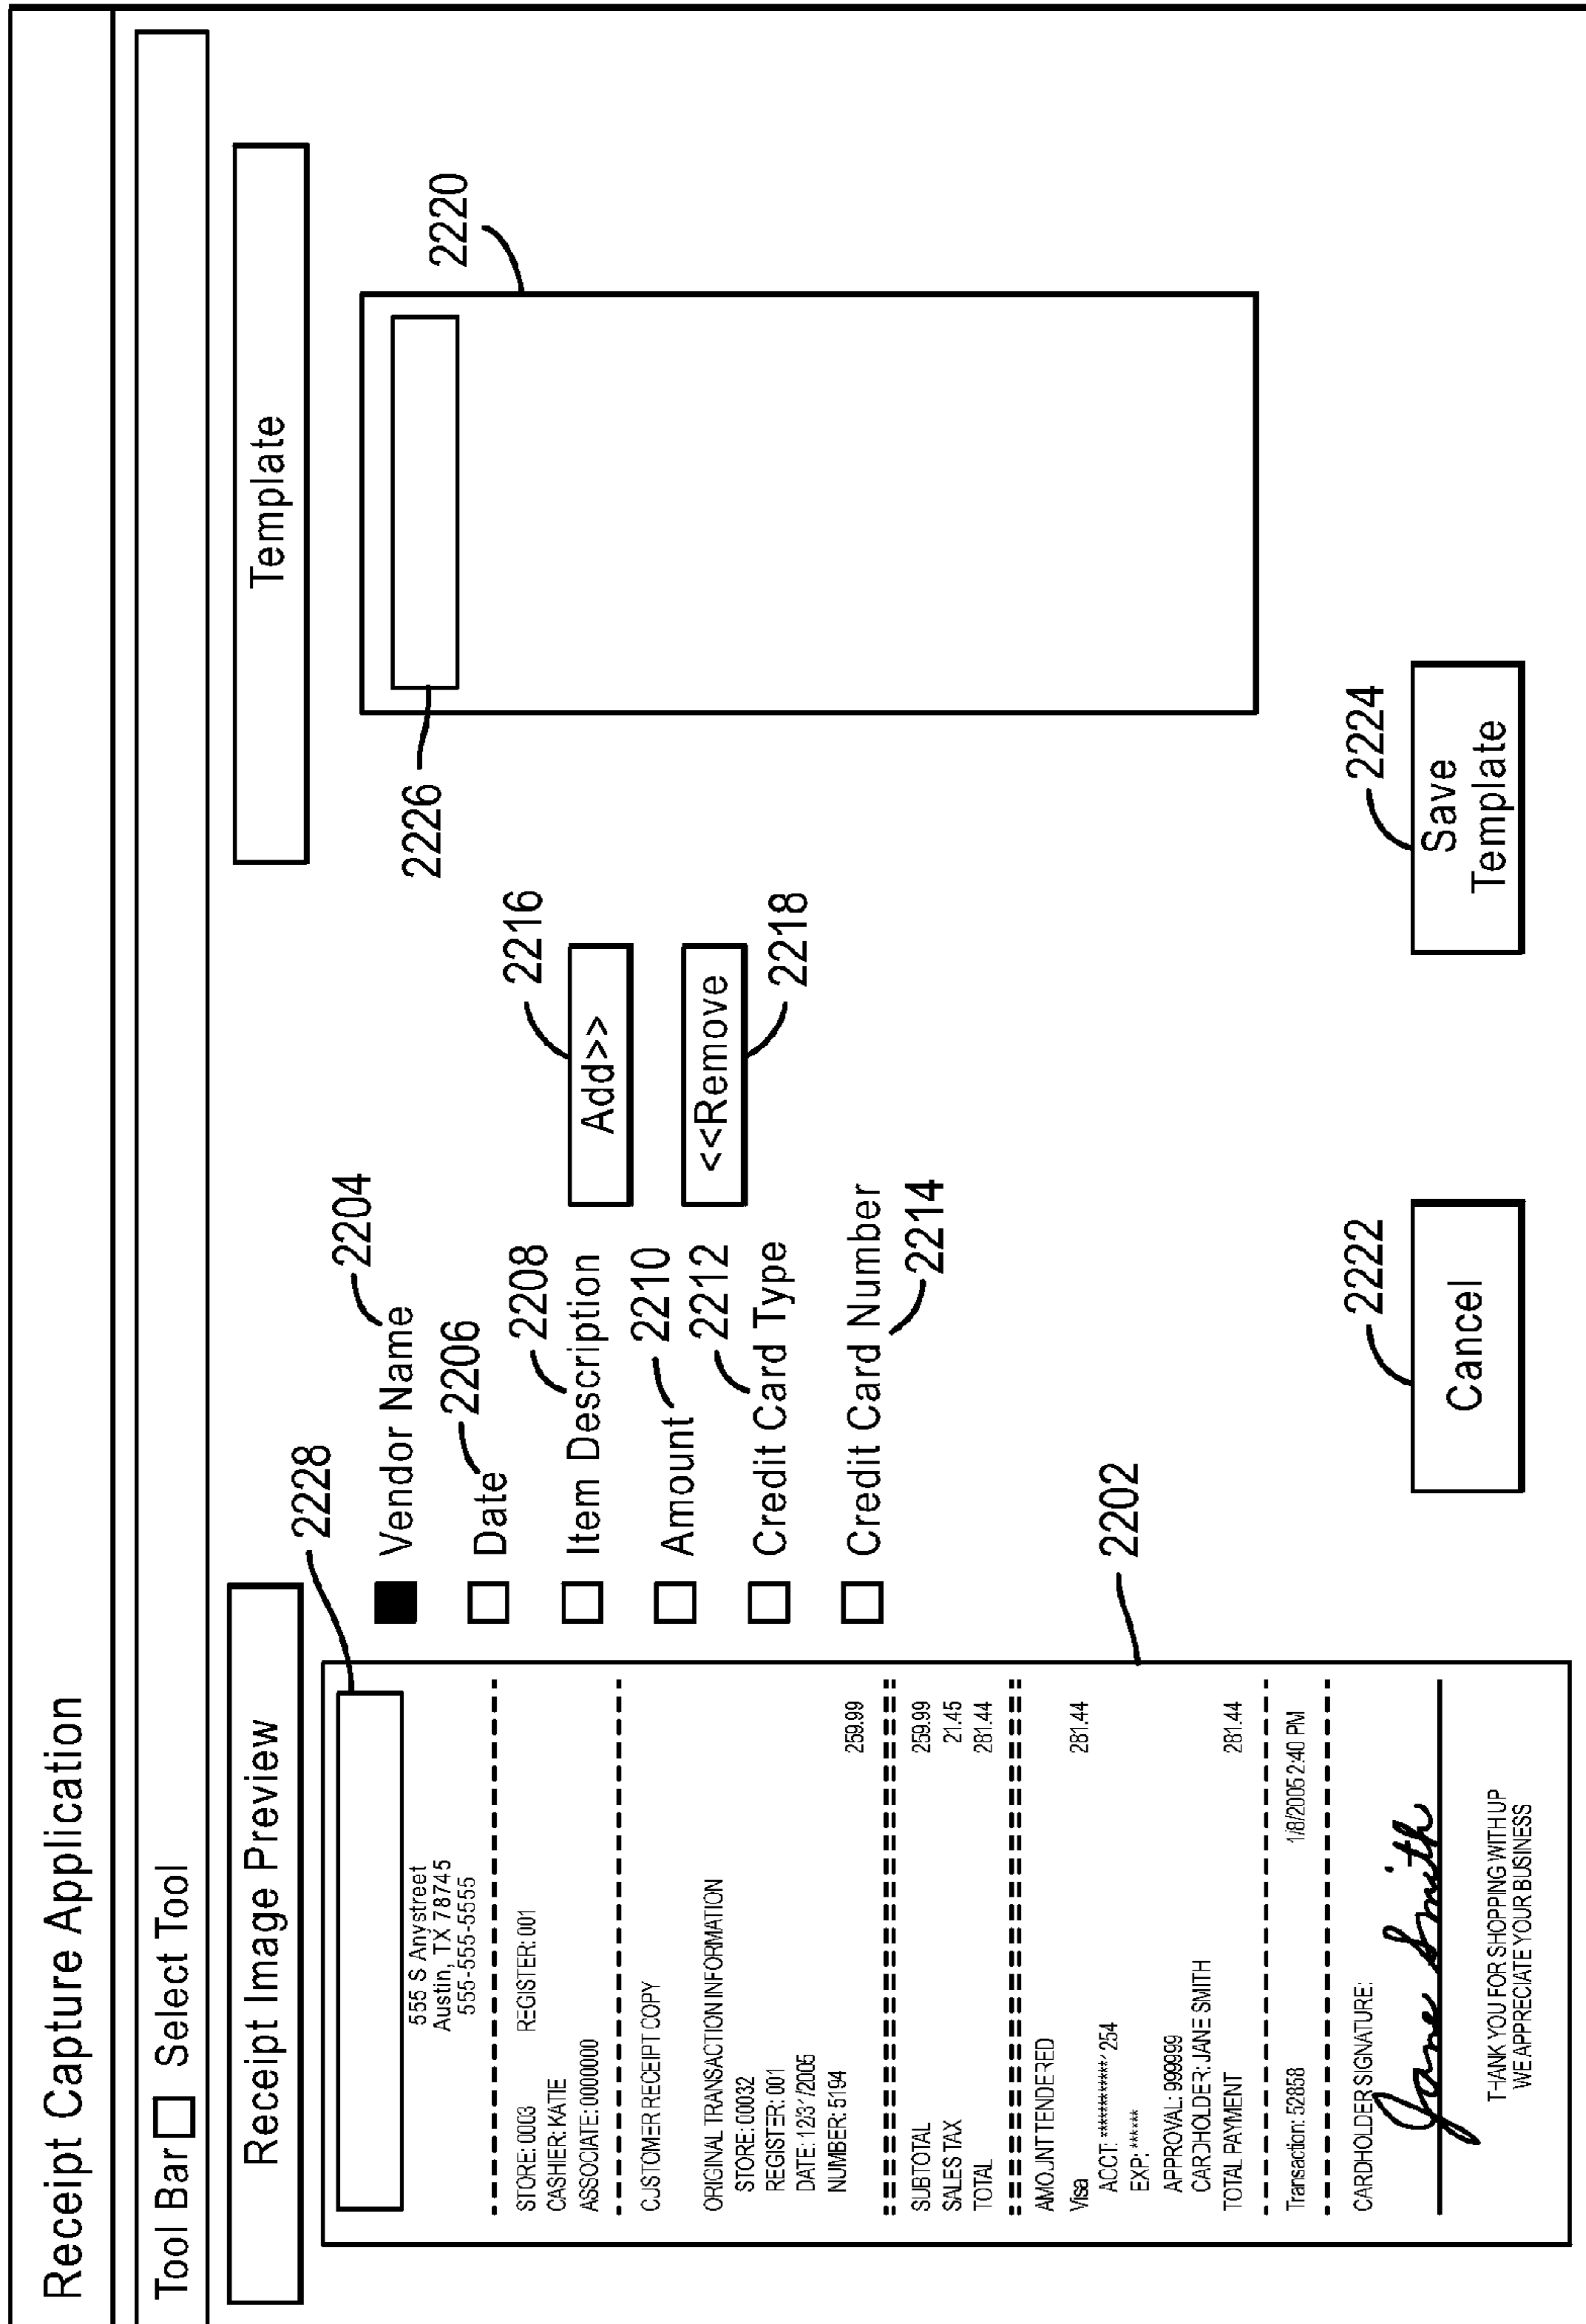 Receipt Capture Application
Tool Bar Select Tool
Receipt Image Preview
Template
2228
555 S Anystreet
Austin, TX 78745
555-555-5555
STORE: 0003 REGISTER: 001
CASHIER: KATIE
ASSOCIATE: 0000000
CUSTOMER RECEIPT COPY
ORIGINAL TRANSACTION INFORMATION
STORE: 00032
REGISTER: 001
DATE: 12/3'/2005
NUMBER: 5194
259.99
SUBTOTAL 259.99
SALES TAX 21.45
TOTAL 281.44
AMOUNT TENDERED
Visa 281.44
ACCT: ************'254
EXP: ******
APPROVAL: 999999
CARDHOLDER: JANE SMITH
TOTAL PAYMENT 281.44
Transaction: 52858 1/8/2005 2:40 PM
CARDHOLDER SIGNATURE:
Jane Smith
THANK YOU FOR SHOPPING WITH UP
WE APPRECIATE YOUR BUSINESS
2202
Vendor Name 2204
Date 2206
Item Description 2208
Amount 2210
Credit Card Type 2212
Credit Card Number 2214
Add>> 2216
<<Remove 2218
2220
2226
Cancel 2222
Save
Template 2224